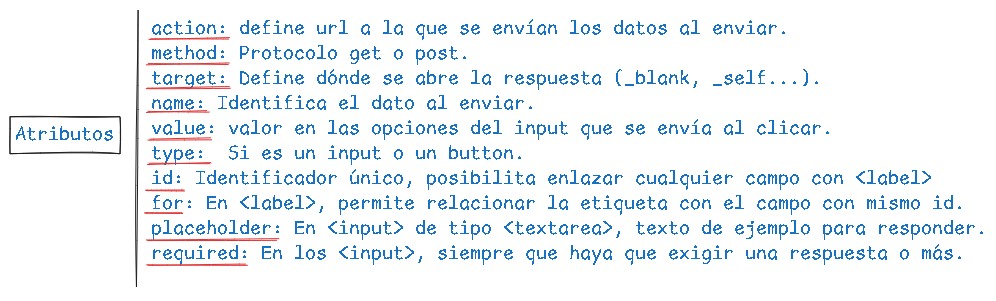 action: define url a la que se envían los datos al enviar.
method: Protocolo get o post.
target: Define dónde se abre la respuesta (_blank, _self...).
name: Identifica el dato al enviar.
Atributos
value: valor en las opciones del input que se envía al clicar.
type: Si es un input o un button.
id: Identificador único, posibilita enlazar cualquier campo con <label>
for: En <label>, permite relacionar la etiqueta con el campo con mismo id.
placeholder: En <input> de tipo <textarea>, texto de ejemplo para responder.
required: En los <input>, siempre que haya que exigir una respuesta o más.